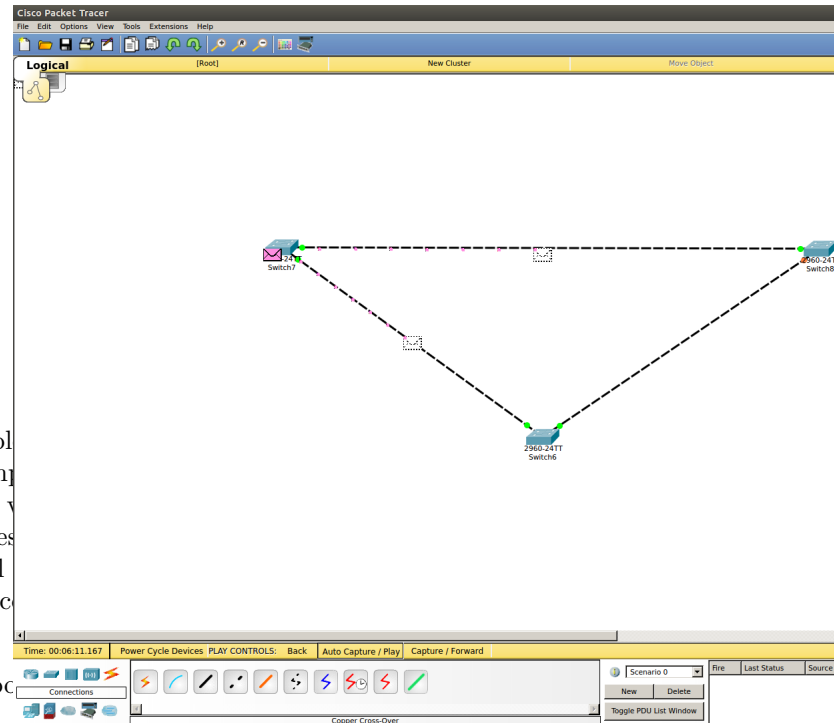 Cisco Packet Tracer
File Edit Options View Tools Extensions Help
Logical [Root] New Cluster Move Object
2960-24TT
Switch8
Switch7
2960-24TT
Switch6
Time: 00:06:11.167 Power Cycle Devices PLAY CONTROLS: Back Auto Capture / Play Capture / Forward
Connections
Scenario 0
New Delete
Toggle PDU List Window
Fire Last Status Source
Copper Cross-Over